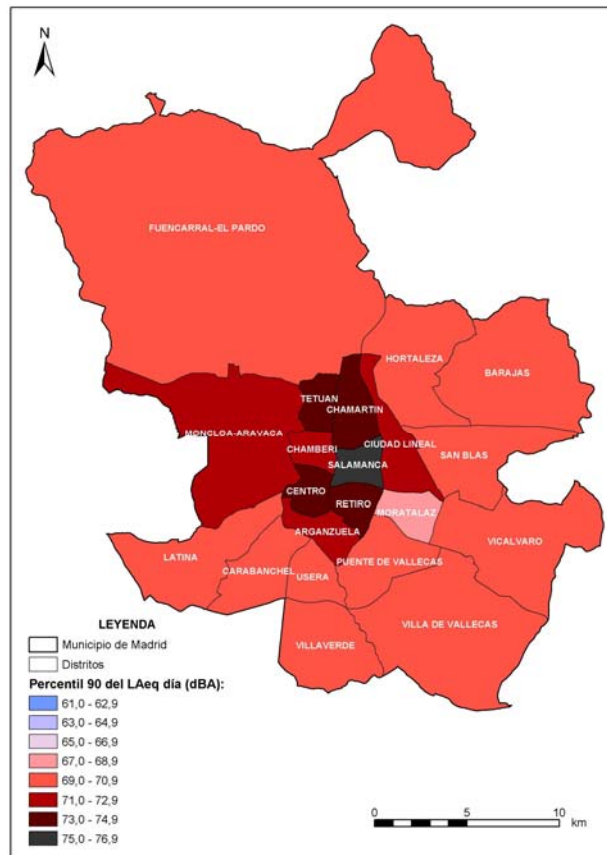 N
FUENCARRAL-EL PARDO
HORTALEZA
BARAJAS
TETUAN
CHAMARTIN
MONCLOA-ARAVACA
CHAMBERI
CIUDAD LINEAL
SAN BLAS
SALAMANCA
CENTRO
RETIRO
MORATALAZ
ARGANZUELA
VICALVARO
LATINA
PUENTE DE VALLECAS
CARABANCHEL
USERA
VILLA DE VALLECAS
VILLAVERDE
LEYENDA
Municipio de Madrid
Distritos
Percentil 90 del LAeq día (dBA):
61,0 - 62,9
63,0 - 64,9
65,0 - 66,9
67,0 - 68,9
69,0 - 70,9
71,0 - 72,9
73,0 - 74,9
75,0 - 76,9
0 5 10
km